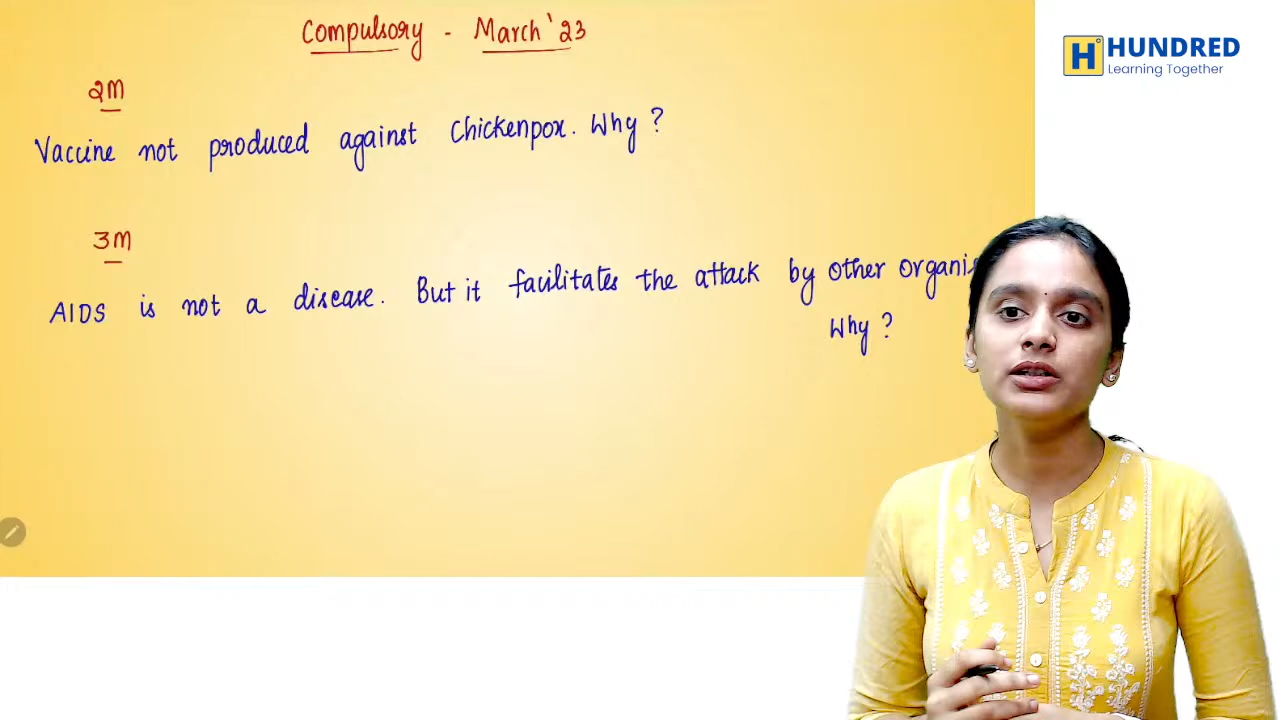 Compulsory - March '23
HUNDRED
Learning Together
2M
Vaccine not produced against Chickenpox. Why?
3M
AIDS is not a disease. But it facilitates the attack by other
Why?